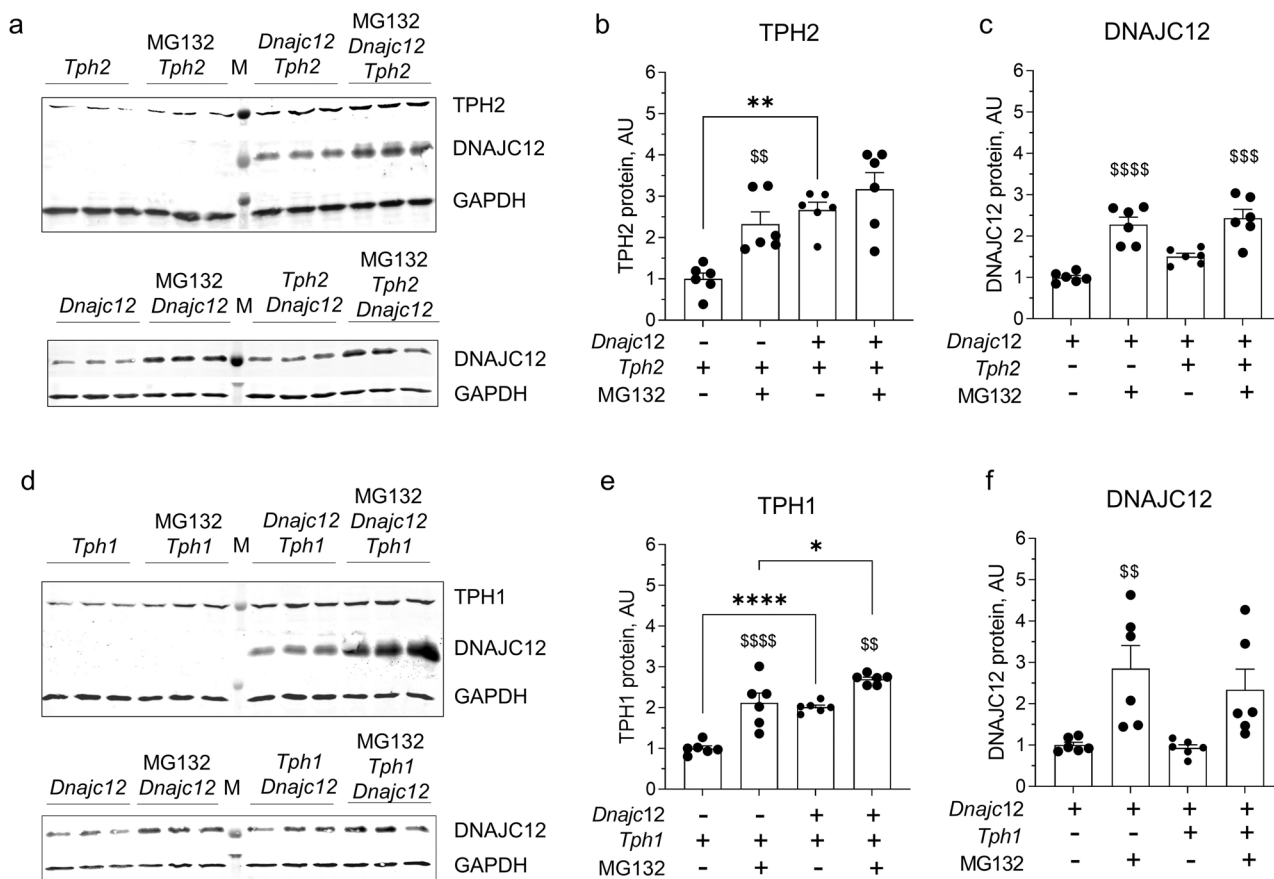 a
Tph2
MG132
Tph2
M
Dnajc12
Tph2
MG132
Dnajc12
Tph2
TPH2
DNAJC12
GAPDH
Dnajc12
MG132
Dnajc12
M
Tph2
Dnajc12
MG132
Tph2
Dnajc12
DNAJC12
GAPDH
b
TPH2
TPH2 protein, AU
6
5
4
3
2
1
0
**
$$
Dnajc12 - - + +
Tph2 + + + +
MG132 - + - +
c
DNAJC12
DNAJC12 protein, AU
6
5
4
3
2
1
0
$$$$
$$$
Dnajc12 + + + +
Tph2 - - + +
MG132 - + - +
d
Tph1
MG132
Tph1
M
Dnajc12
Tph1
MG132
Dnajc12
Tph1
TPH1
DNAJC12
GAPDH
Dnajc12
MG132
Dnajc12
M
Tph1
Dnajc12
MG132
Tph1
Dnajc12
DNAJC12
GAPDH
e
TPH1
TPH1 protein, AU
6
5
4
3
2
1
0
*
****
$$$$
$$
Dnajc12 - - + +
Tph1 + + + +
MG132 - + - +
f
DNAJC12
DNAJC12 protein, AU
6
5
4
3
2
1
0
$$
Dnajc12 + + + +
Tph1 - - + +
MG132 - + - +